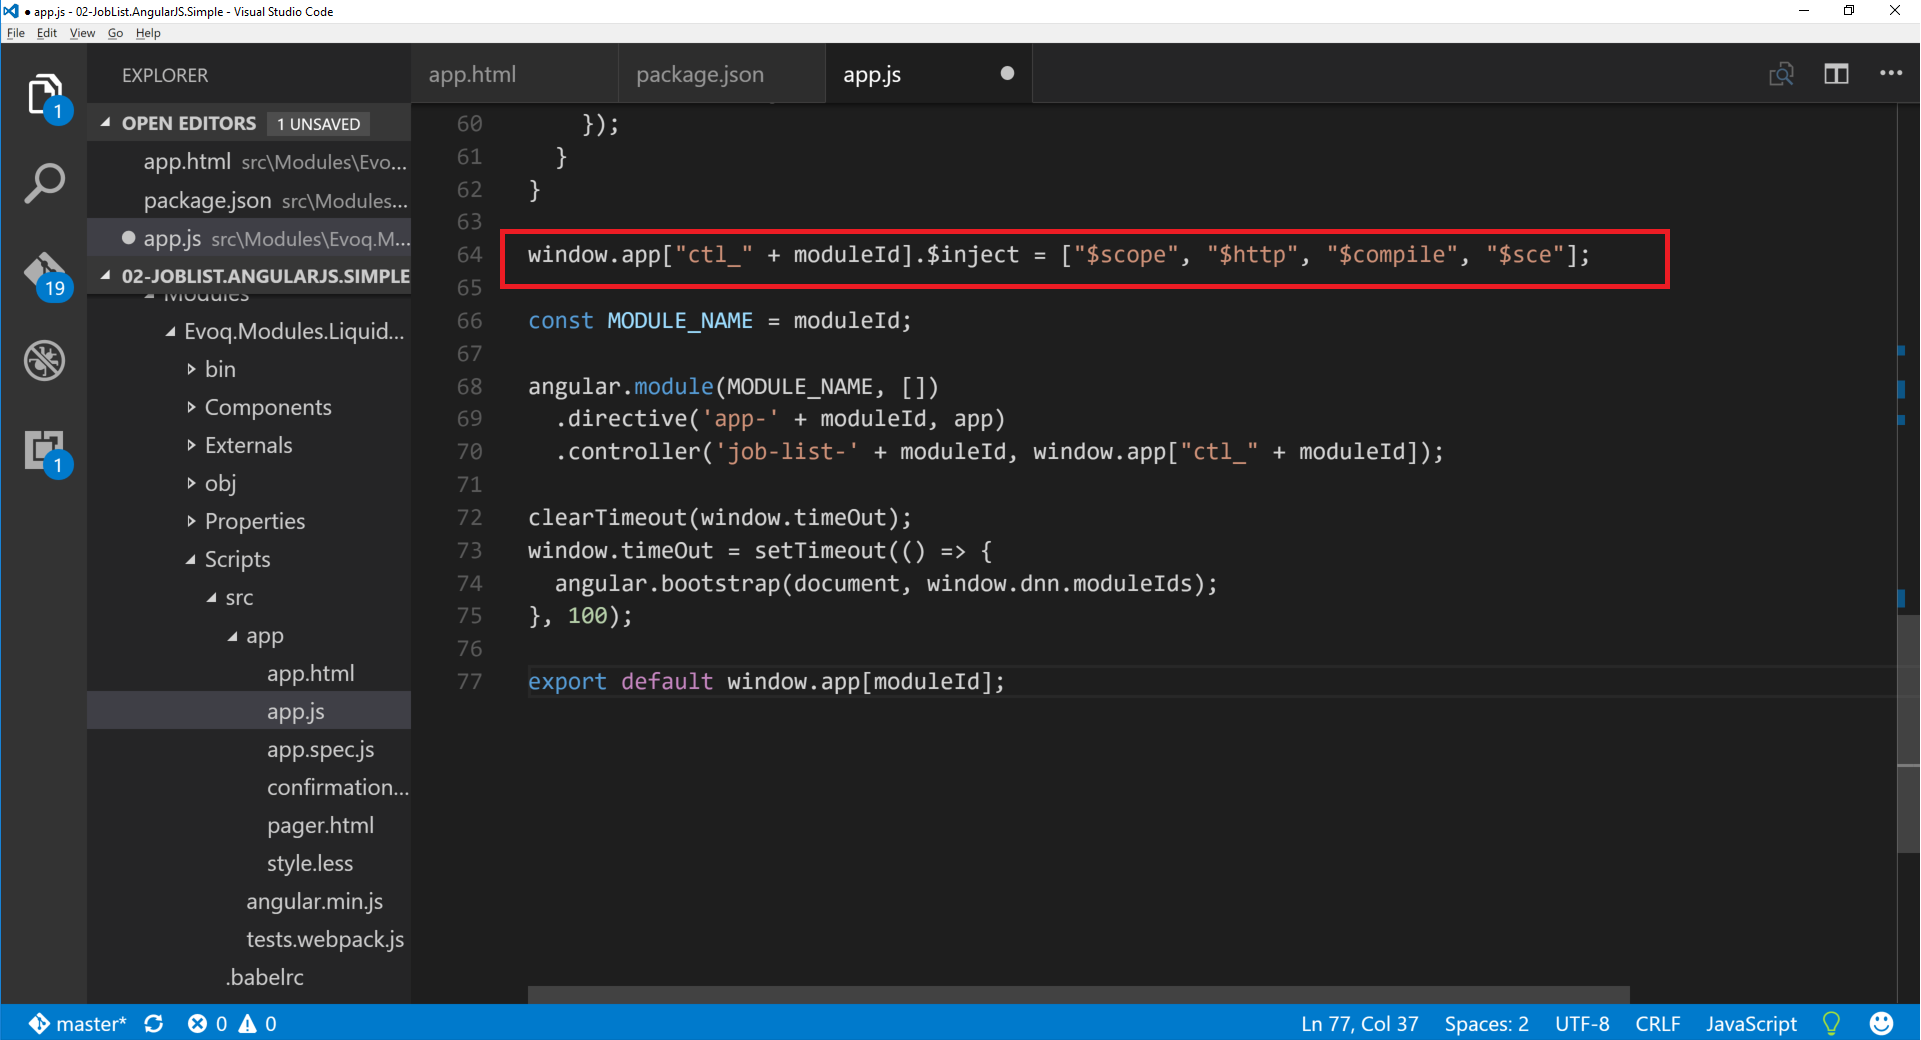 ● app.js - 02-JobList.AngularJS.Simple - Visual Studio Code
File Edit View Go Help
EXPLORER
OPEN EDITORS 1 UNSAVED
app.html src\Modules\Evo...
package.json src\Modules...
● app.js src\Modules\Evoq.M...
02-JOBLIST.ANGULARJS.SIMPLE
Modules
Evoq.Modules.Liquid...
bin
Components
Externals
obj
Properties
Scripts
src
app
app.html
app.js
app.spec.js
confirmation...
pager.html
style.less
angular.min.js
tests.webpack.js
.babelrc
1
19
1
app.html package.json app.js
60 });
61 }
62 }
63
64 window.app["ctl_" + moduleId].$inject = ["$scope", "$http", "$compile", "$sce"];
65
66 const MODULE_NAME = moduleId;
67
68 angular.module(MODULE_NAME, [])
69 .directive('app-' + moduleId, app)
70 .controller('job-list-' + moduleId, window.app["ctl_" + moduleId]);
71
72 clearTimeout(window.timeOut);
73 window.timeOut = setTimeout(() => {
74 angular.bootstrap(document, window.dnn.moduleIds);
75 }, 100);
76
77 export default window.app[moduleId];
master* 0 0 Ln 77, Col 37 Spaces: 2 UTF-8 CRLF JavaScript